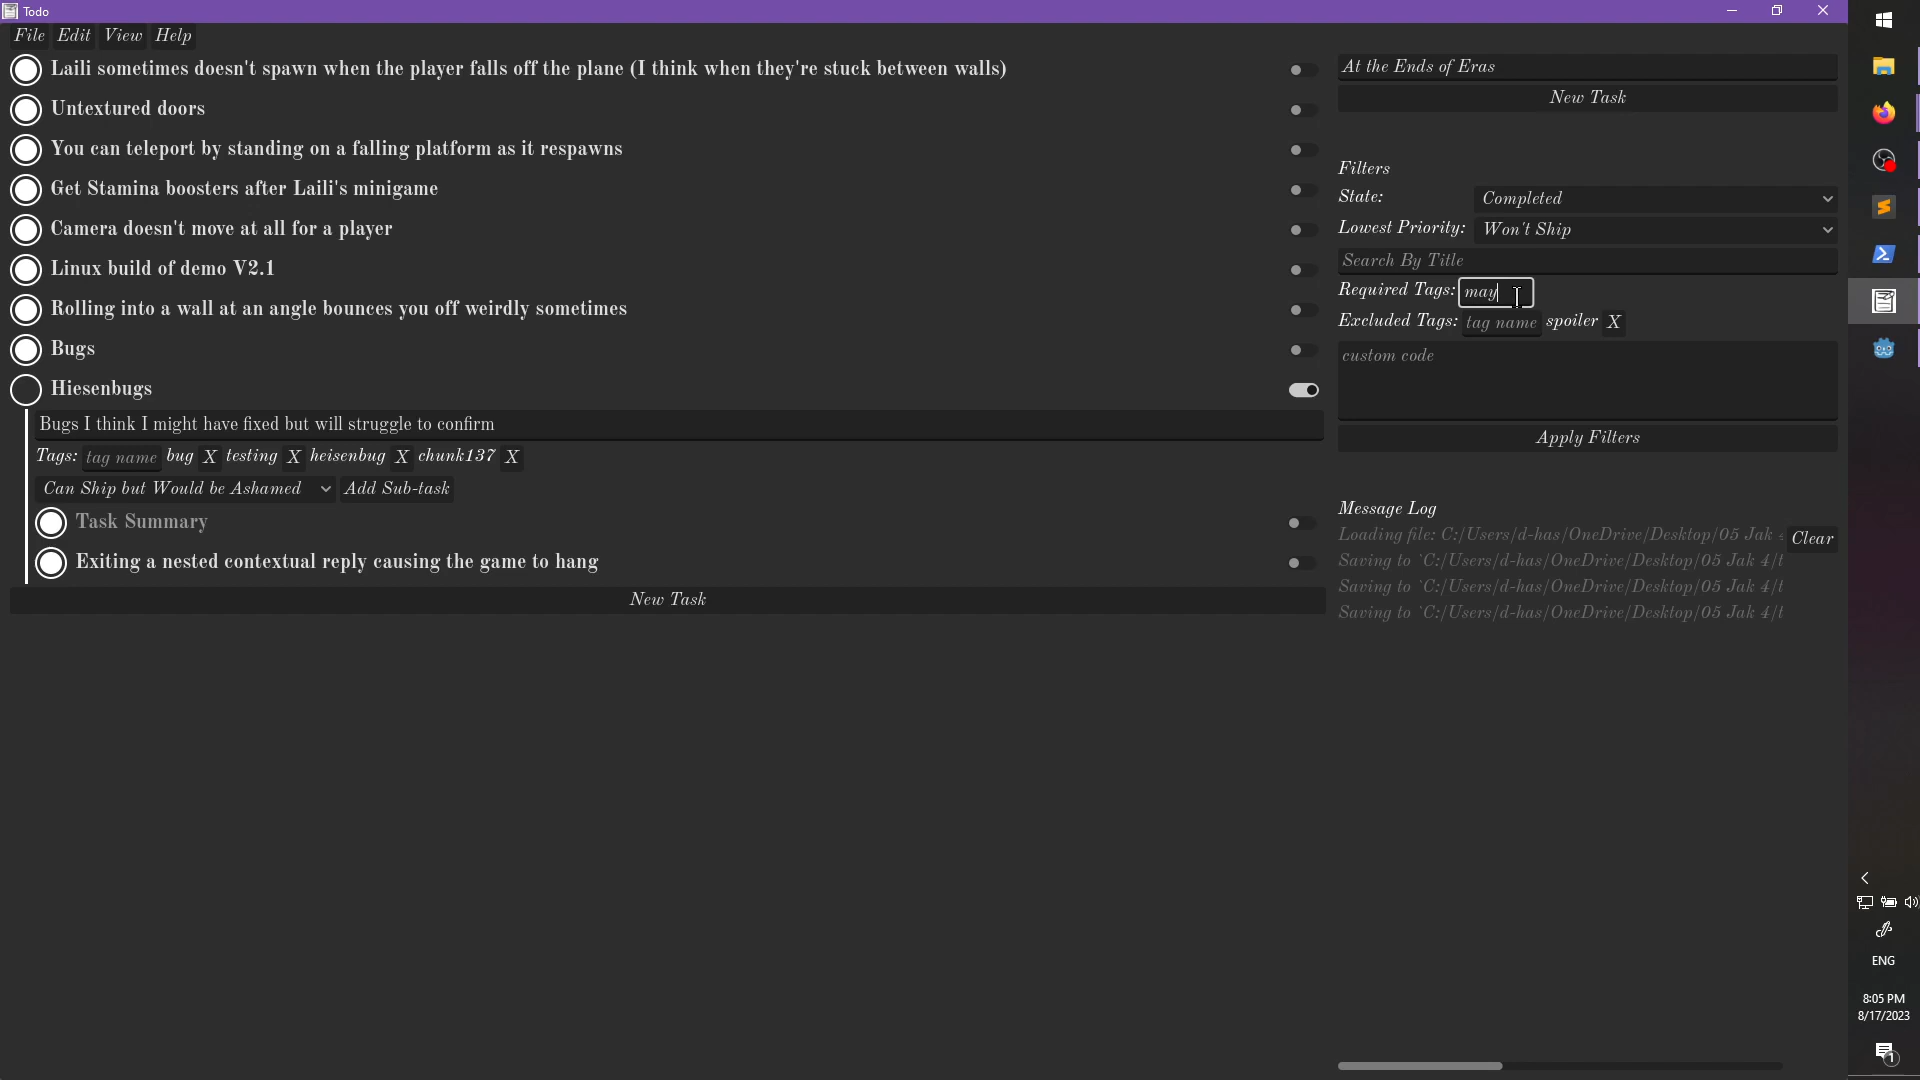 Todo
File Edit View Help
Laili sometimes doesn't spawn when the player falls off the plane (I think when they're stuck between walls)
Untextured doors
You can teleport by standing on a falling platform as it respawns
Get Stamina boosters after Laili's minigame
Camera doesn't move at all for a player
Linux build of demo V2.1
Rolling into a wall at an angle bounces you off weirdly sometimes
Bugs
Hiesenbugs
Bugs I think I might have fixed but will struggle to confirm
Tags: tag name bug X testing X heisenbug X chunk137 X
Can Ship but Would be Ashamed Add Sub-task
Task Summary
Exiting a nested contextual reply causing the game to hang
New Task
At the Ends of Eras
New Task
Filters
State: Completed
Lowest Priority: Won't Ship
Search By Title
Required Tags: may
Excluded Tags: tag name spoiler X
custom code
Apply Filters
Message Log
Loading file: C:/Users/d-has/OneDrive/Desktop/05 Jak 4 Clear
Saving to `C:/Users/d-has/OneDrive/Desktop/05 Jak 4/t
Saving to `C:/Users/d-has/OneDrive/Desktop/05 Jak 4/t
Saving to `C:/Users/d-has/OneDrive/Desktop/05 Jak 4/t
ENG
8:05 PM
8/17/2023
1